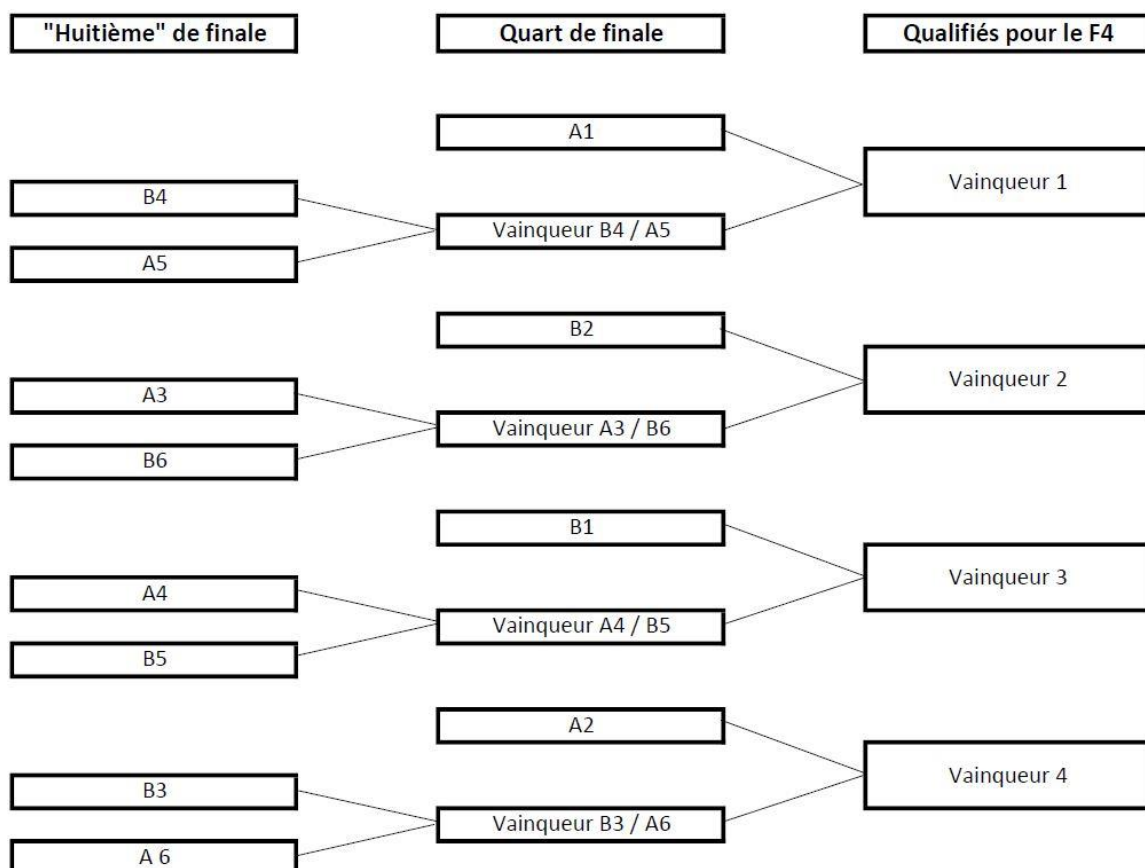 "Huitième" de finale
Quart de finale
Qualifiés pour le F4
A1
Vainqueur 1
B4
Vainqueur B4 / A5
A5
B2
Vainqueur 2
A3
Vainqueur A3 / B6
B6
B1
Vainqueur 3
A4
Vainqueur A4 / B5
B5
A2
Vainqueur 4
B3
Vainqueur B3 / A6
A 6